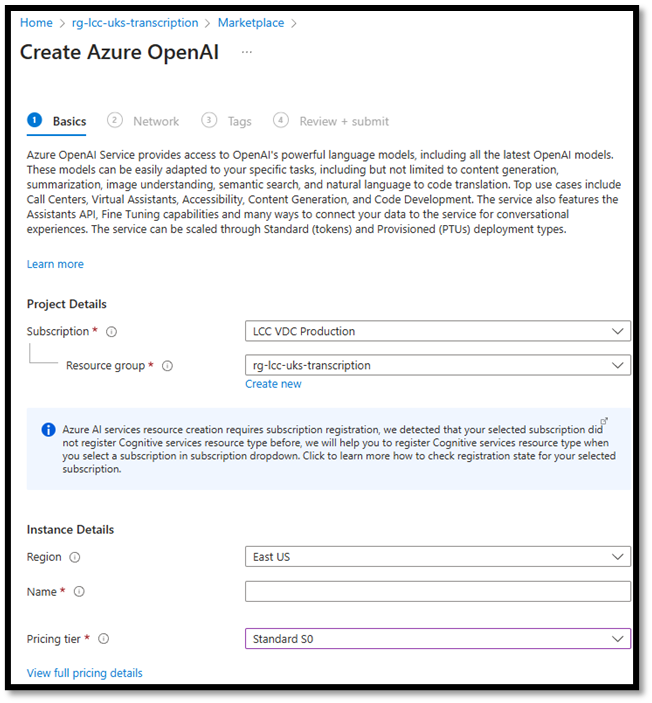 Home > rg-lcc-uks-transcription > Marketplace >
Create Azure OpenAI ...
1 Basics 2 Network 3 Tags 4 Review + submit
Azure OpenAI Service provides access to OpenAI's powerful language models, including all the latest OpenAI models.
These models can be easily adapted to your specific tasks, including but not limited to content generation,
summarization, image understanding, semantic search, and natural language to code translation. Top use cases include
Call Centers, Virtual Assistants, Accessibility, Content Generation, and Code Development. The service also features the
Assistants API, Fine Tuning capabilities and many ways to connect your data to the service for conversational
experiences. The service can be scaled through Standard (tokens) and Provisioned (PTUs) deployment types.
Learn more
Project Details
Subscription * LCC VDC Production
Resource group * rg-lcc-uks-transcription
Create new
Azure AI services resource creation requires subscription registration, we detected that your selected subscription did
not register Cognitive services resource type before, we will help you to register Cognitive services resource type when
you select a subscription in subscription dropdown. Click to learn more how to check registration state for your selected
subscription.
Instance Details
Region East US
Name *
Pricing tier * Standard S0
View full pricing details